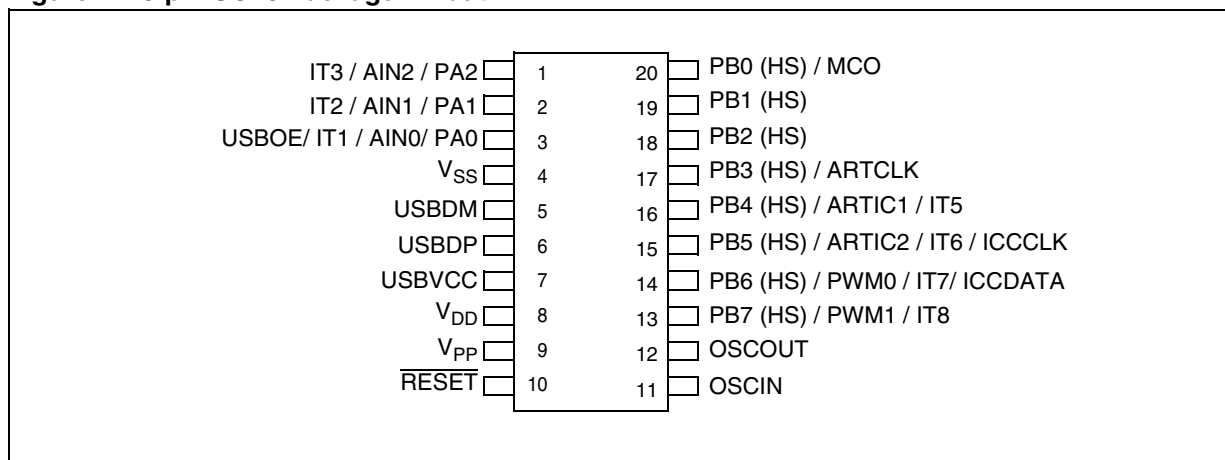 IT3 / AIN2 / PA2 1 20 PB0 (HS) / MCO
IT2 / AIN1 / PA1 2 19 PB1 (HS)
USBOE/ IT1 / AIN0/ PA0 3 18 PB2 (HS)
VSS 4 17 PB3 (HS) / ARTCLK
USBDM 5 16 PB4 (HS) / ARTIC1 / IT5
USBDP 6 15 PB5 (HS) / ARTIC2 / IT6 / ICCCLK
USBVCC 7 14 PB6 (HS) / PWM0 / IT7/ ICCDATA
VDD 8 13 PB7 (HS) / PWM1 / IT8
VPP 9 12 OSCOUT
RESET 10 11 OSCIN